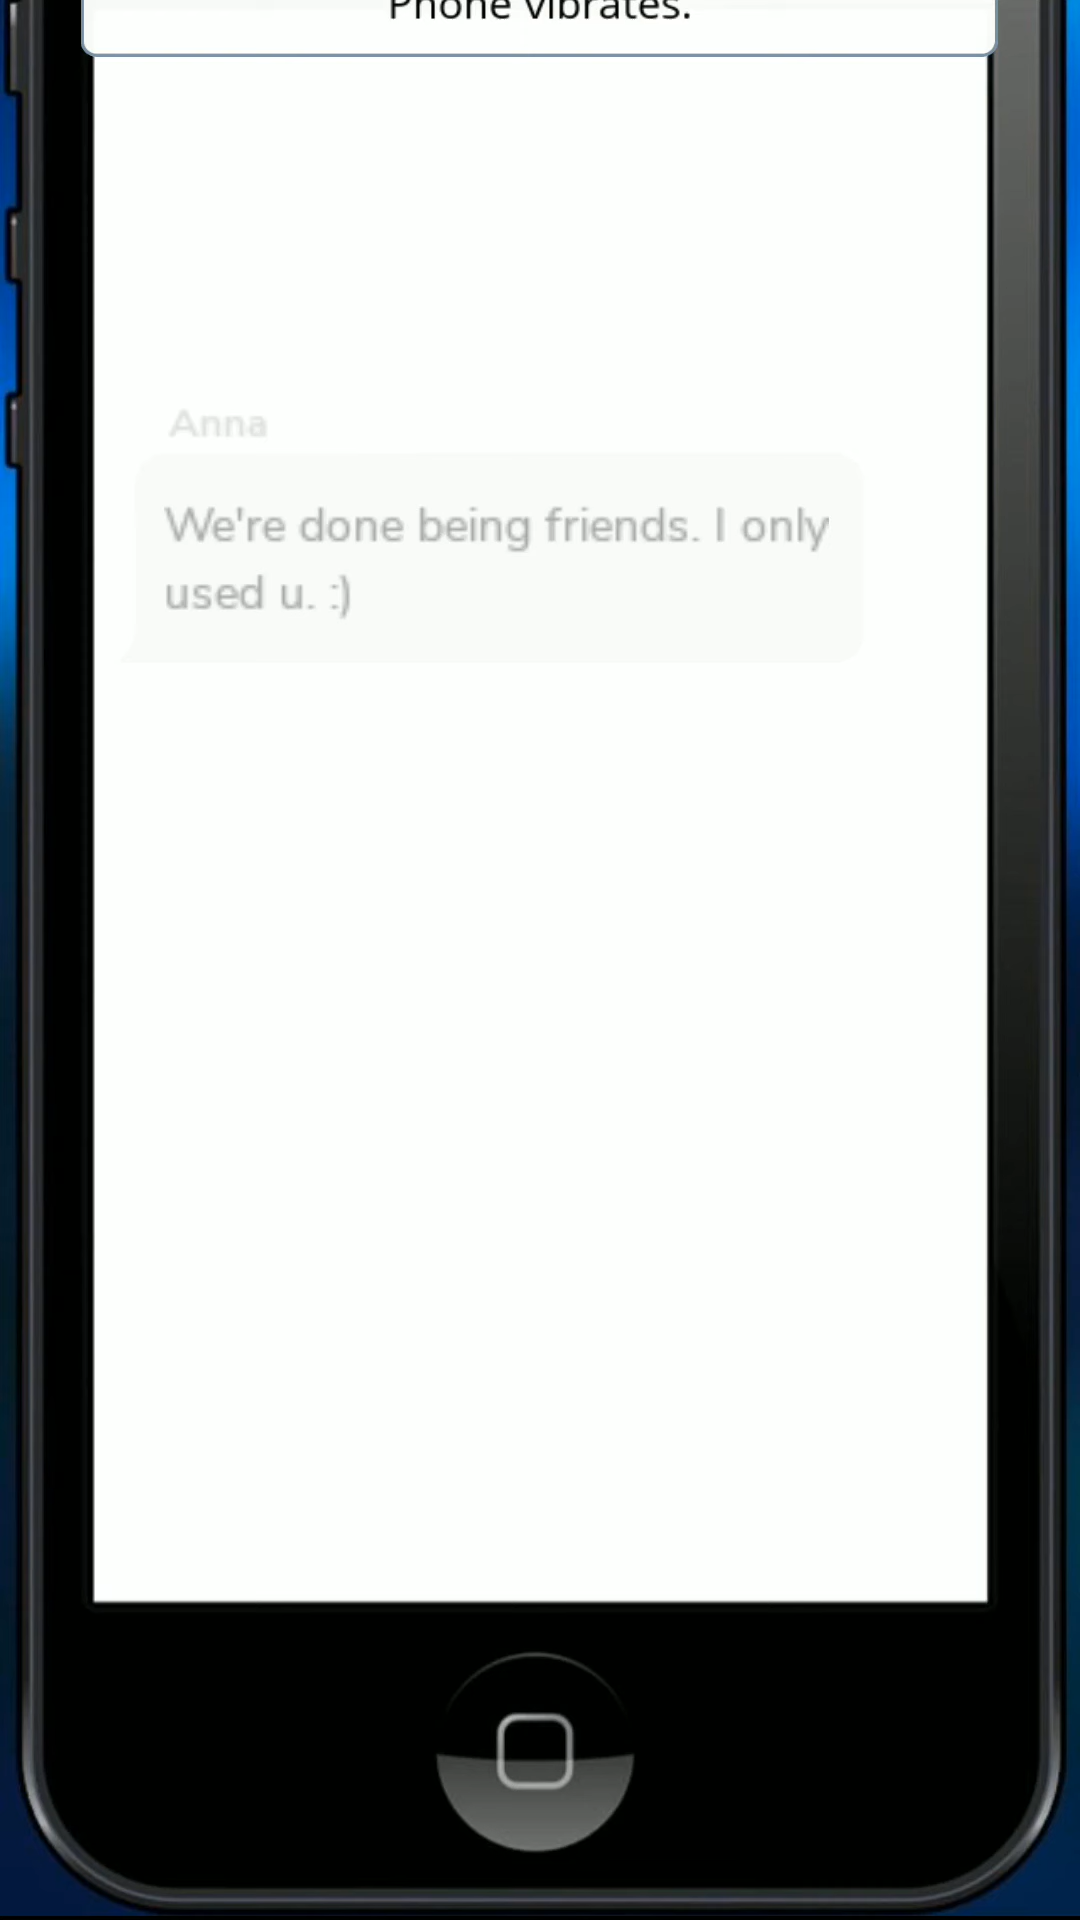 Phone vibrates.
Anna
We're done being friends. I only
used u. :)